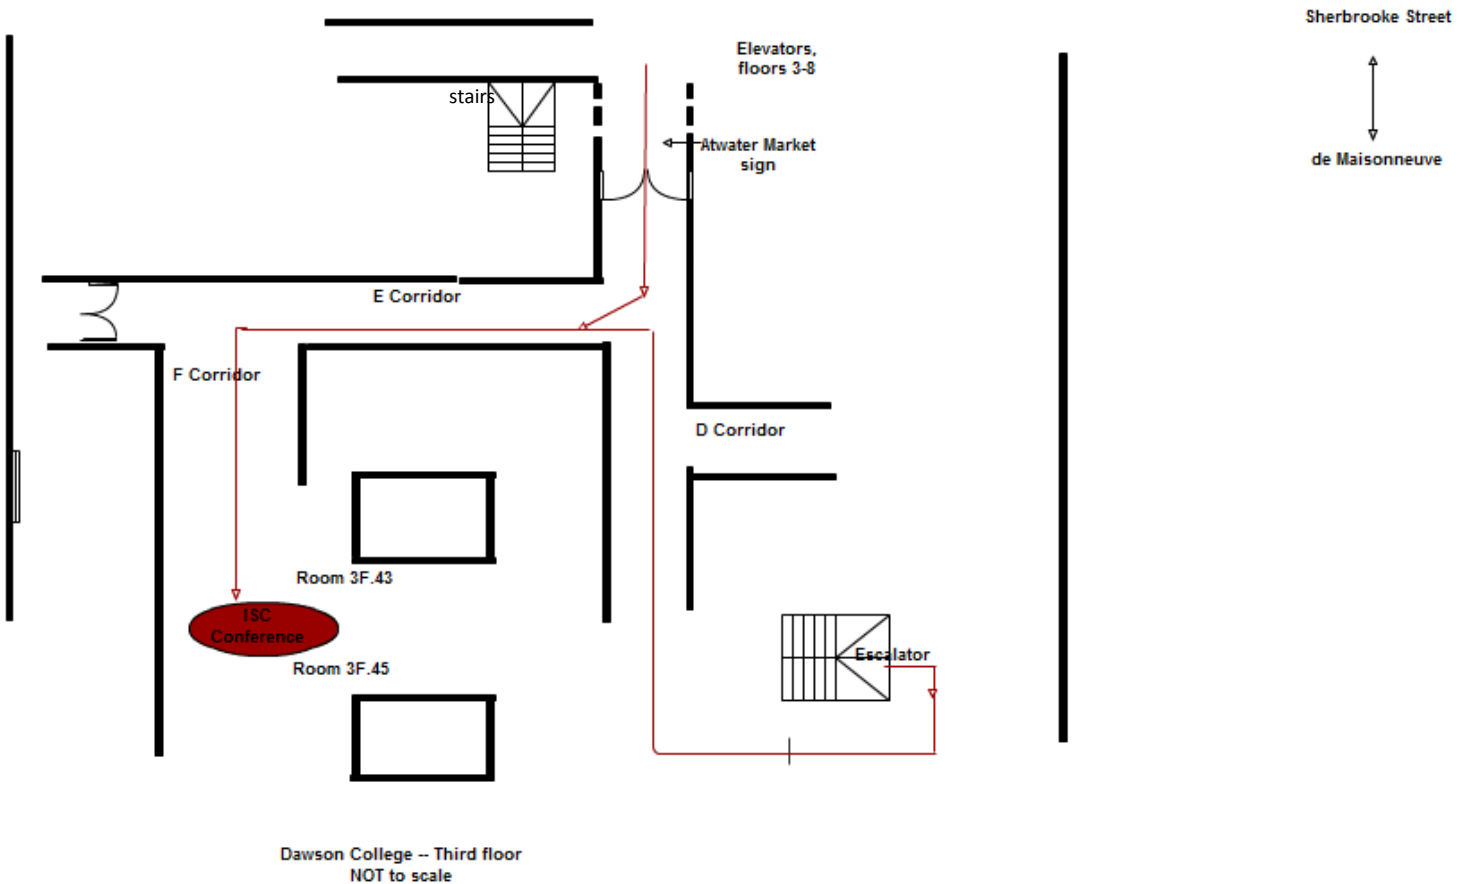 Sherbrooke Street
Elevators,
floors 3-8
stairs
Atwater Market
sign
de Maisonneuve
E Corridor
F Corridor
D Corridor
Room 3F.43
ISC
Conference
Room 3F.45
Escalator
Dawson College -- Third floor
NOT to scale